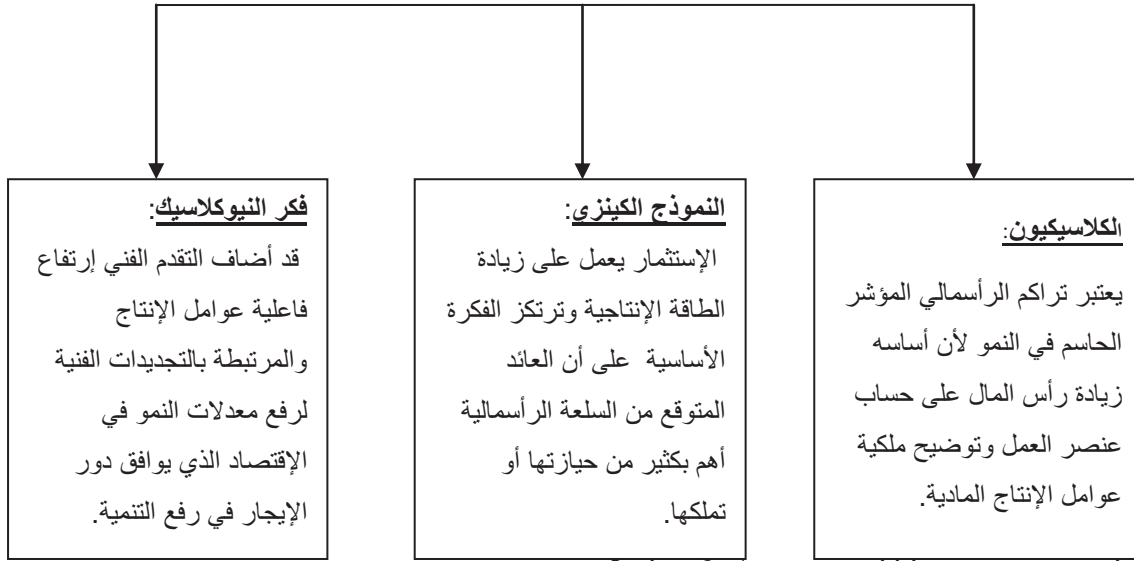 الكلاسيكيون:
يعتبر تراكم الرأسمالي المؤشر
الحاسم في النمو لأن أساسه
زيادة رأس المال على حساب
عنصر العمل وتوضيح ملكية
عوامل الإنتاج المادية.
النموذج الكينزي:
الإستثمار يعمل على زيادة
الطاقة الإنتاجية وترتكز الفكرة
الأساسية على أن العائد
المتوقع من السلعة الرأسمالية
أهم بكثير من حيازتها أو
تملكها.
فكر النيوكلاسيك:
قد أضاف التقدم الفني إرتفاع
فاعلية عوامل الإنتاج
والمرتبطة بالتجديدات الفنية
لرفع معدلات النمو في
الإقتصاد الذي يوافق دور
الإيجار في رفع التنمية.